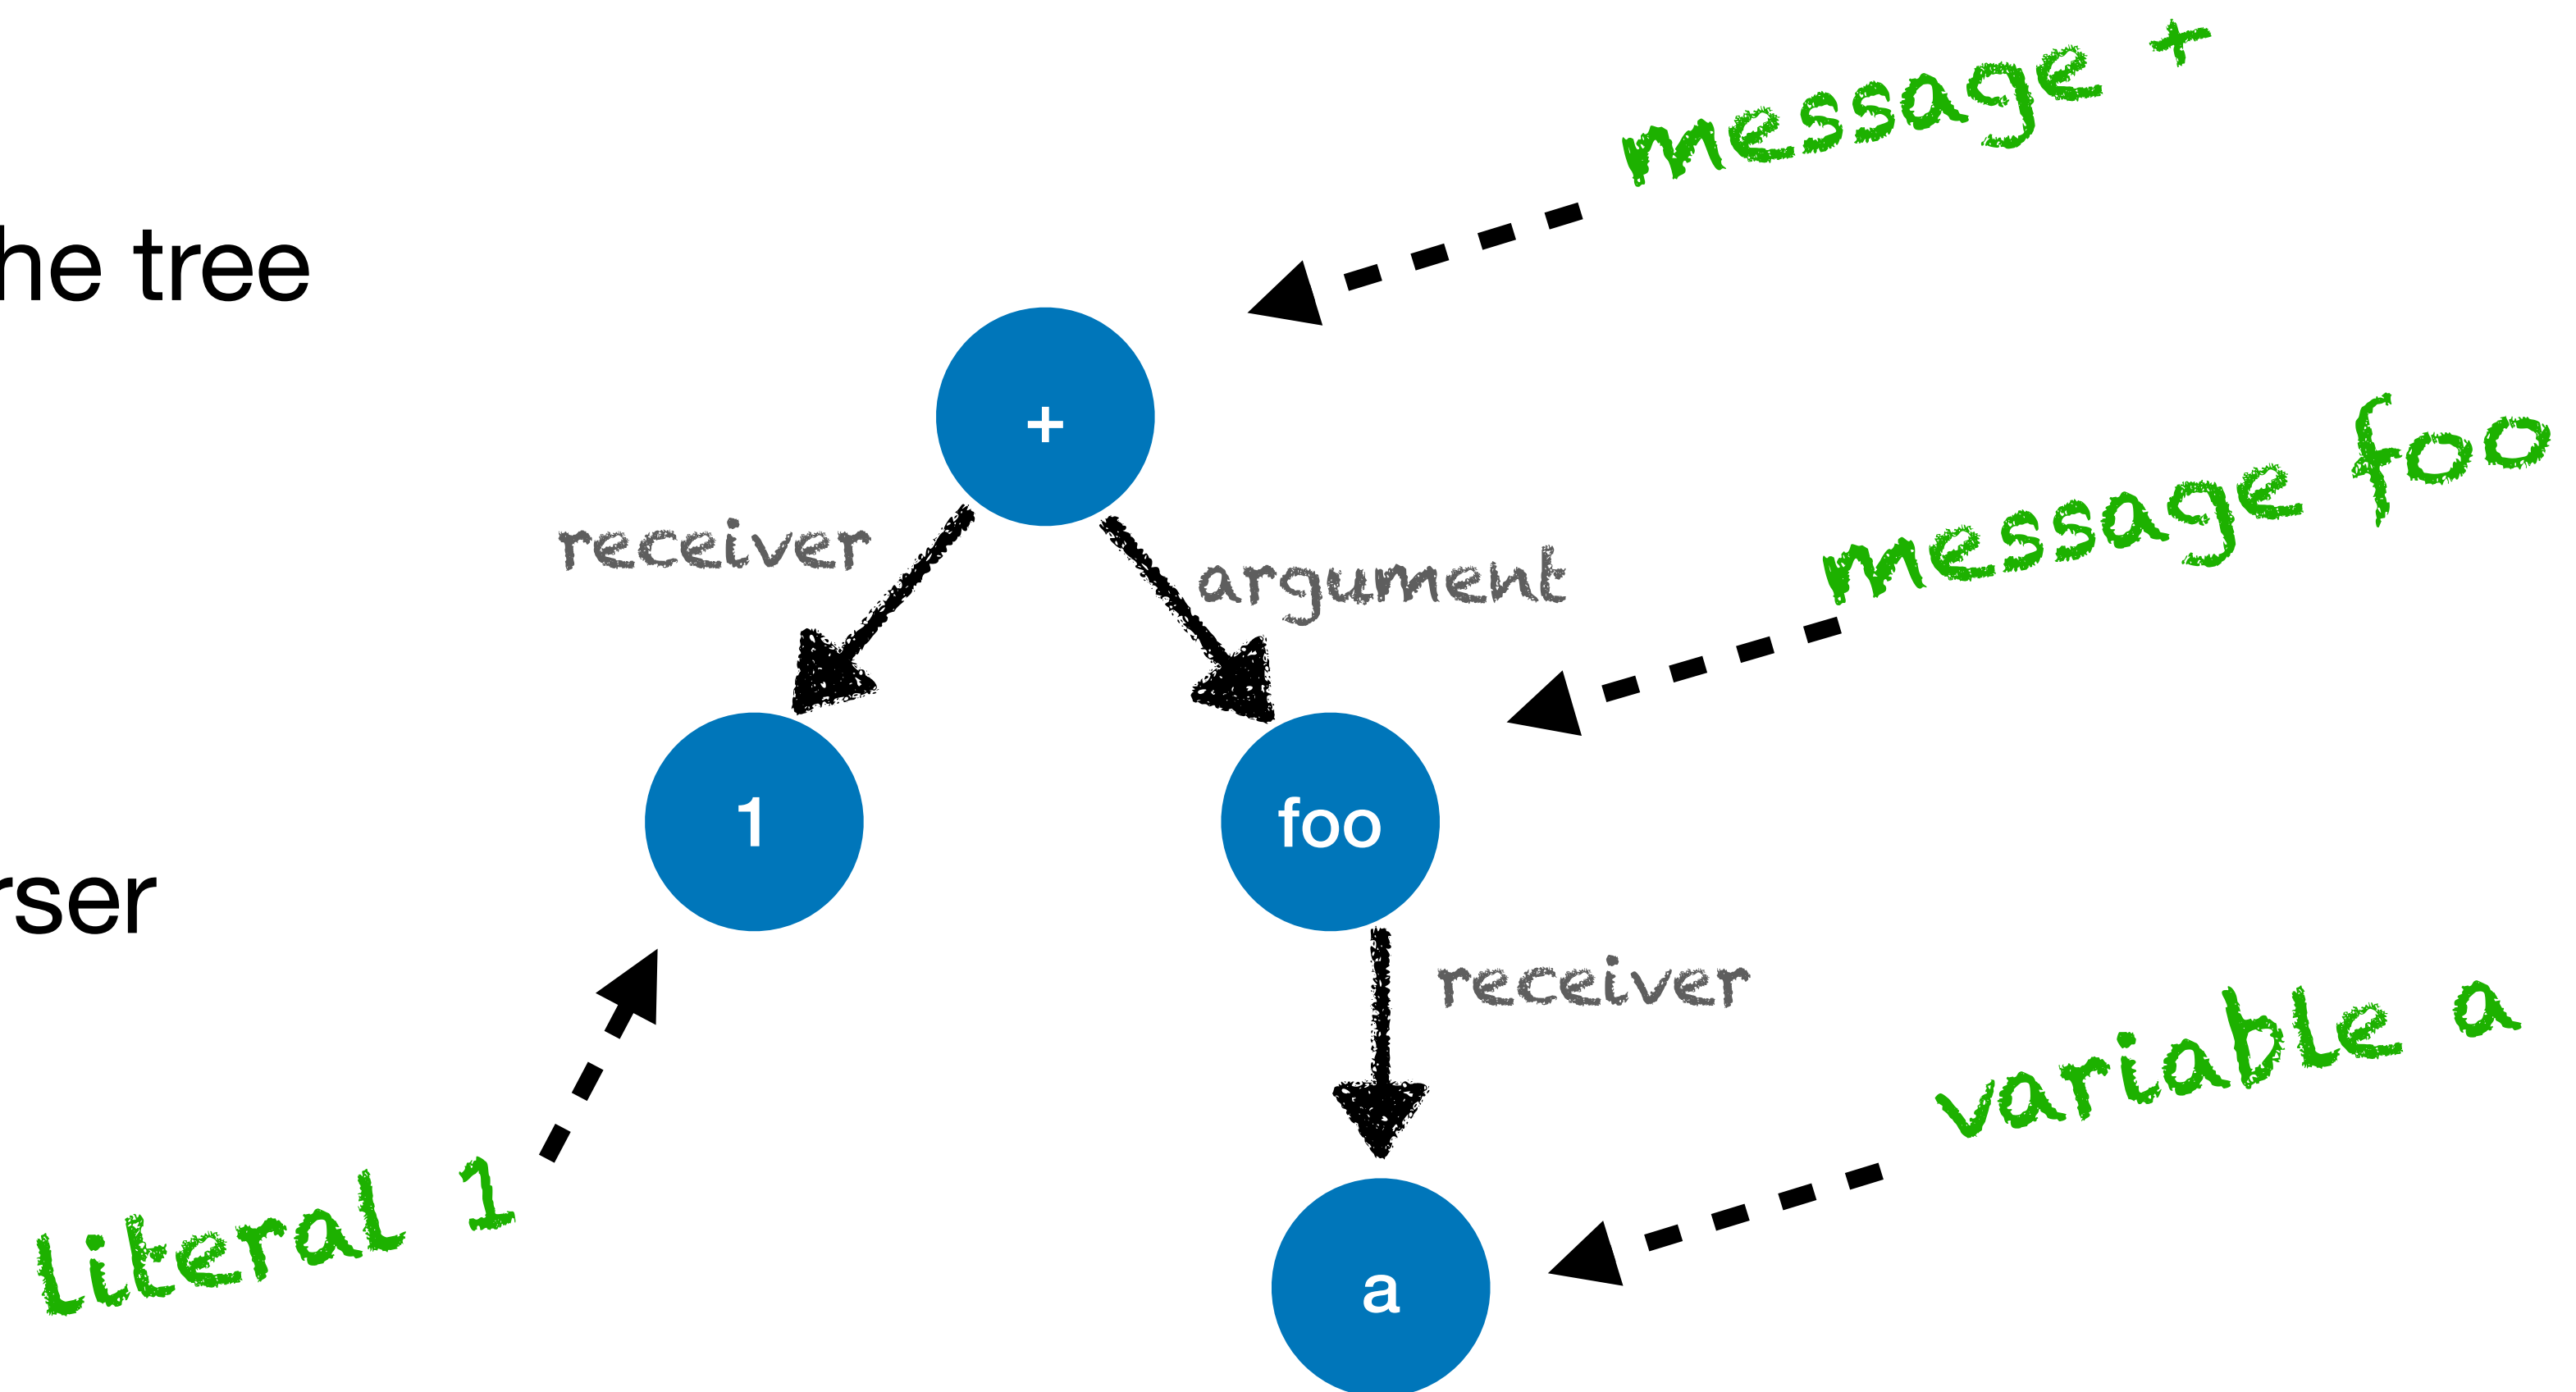 message +
he tree
+
message foo
receiver
argument
1
foo
rser
receiver
variable a
literal 1
a